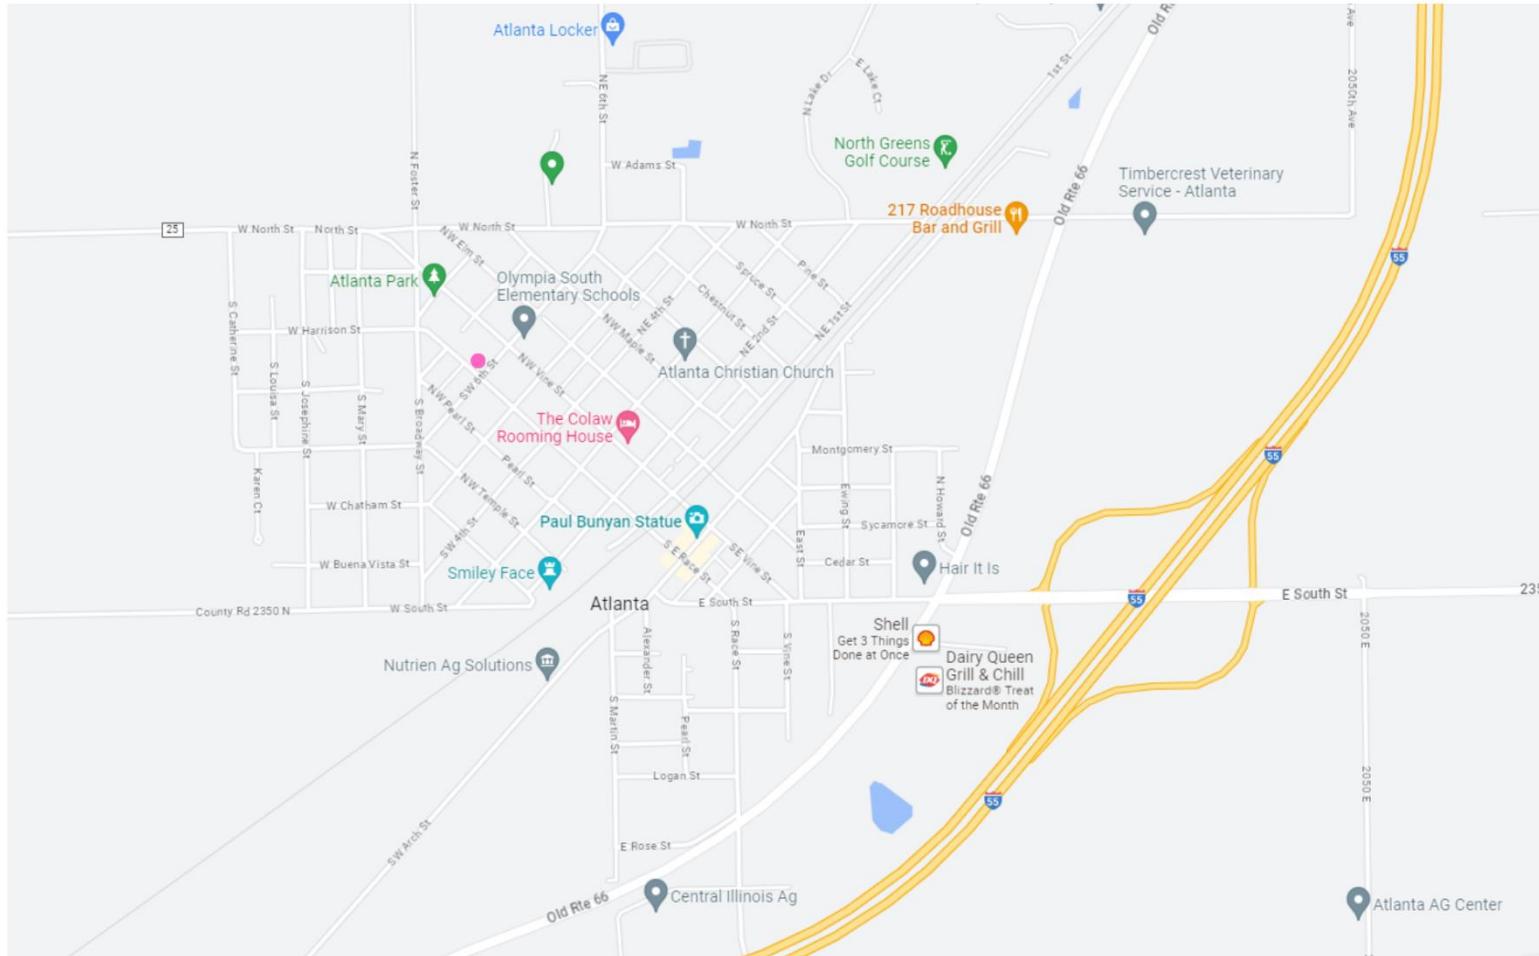 Atlanta Locker
NE 6th St
N Lake Dr
E Lake Ct
1st St
Old R
Ave
2050th Ave
N Foster St
W Adams St
North Greens
Golf Course
Old Rte 66
Timbercrest Veterinary
Service - Atlanta
217 Roadhouse
Bar and Grill
25
W North St
North St
W North St
W North St
NW Elm St
55
Atlanta Park
Olympia South
Elementary Schools
Spruce St
Pine St
Chestnut St
NE 4th St
NE 2nd St
NE 1st St
S Catherine St
W Harrison St
NW Maple St
Atlanta Christian Church
S Louisa St
S Josephine St
S Mary St
S Broadway St
SW 6th St
NW Vine St
NW Pearl St
The Colaw
Rooming House
Montgomery St
55
Karen Ct
Pearl St
NW Temple St
W Chatham St
SW 4th St
Paul Bunyan Statue
Ewing St
N Howard St
Old Rte 66
Sycamore St
East St
S E Race St
SE Vine St
W Buena Vista St
Smiley Face
Cedar St
Hair It Is
County Rd 2350 N
W South St
Atlanta
E South St
55
E South St
235
Shell
Get 3 Things
Done at Once
Dairy Queen
Grill & Chill
Blizzard® Treat
of the Month
DQ
Nutrien Ag Solutions
Alexander St
S Race St
S Vine St
2050 E
S Martin St
Pearl St
Logan St
2050 E
55
SW Arch St
E Rose St
Old Rte 66
Central Illinois Ag
Atlanta AG Center